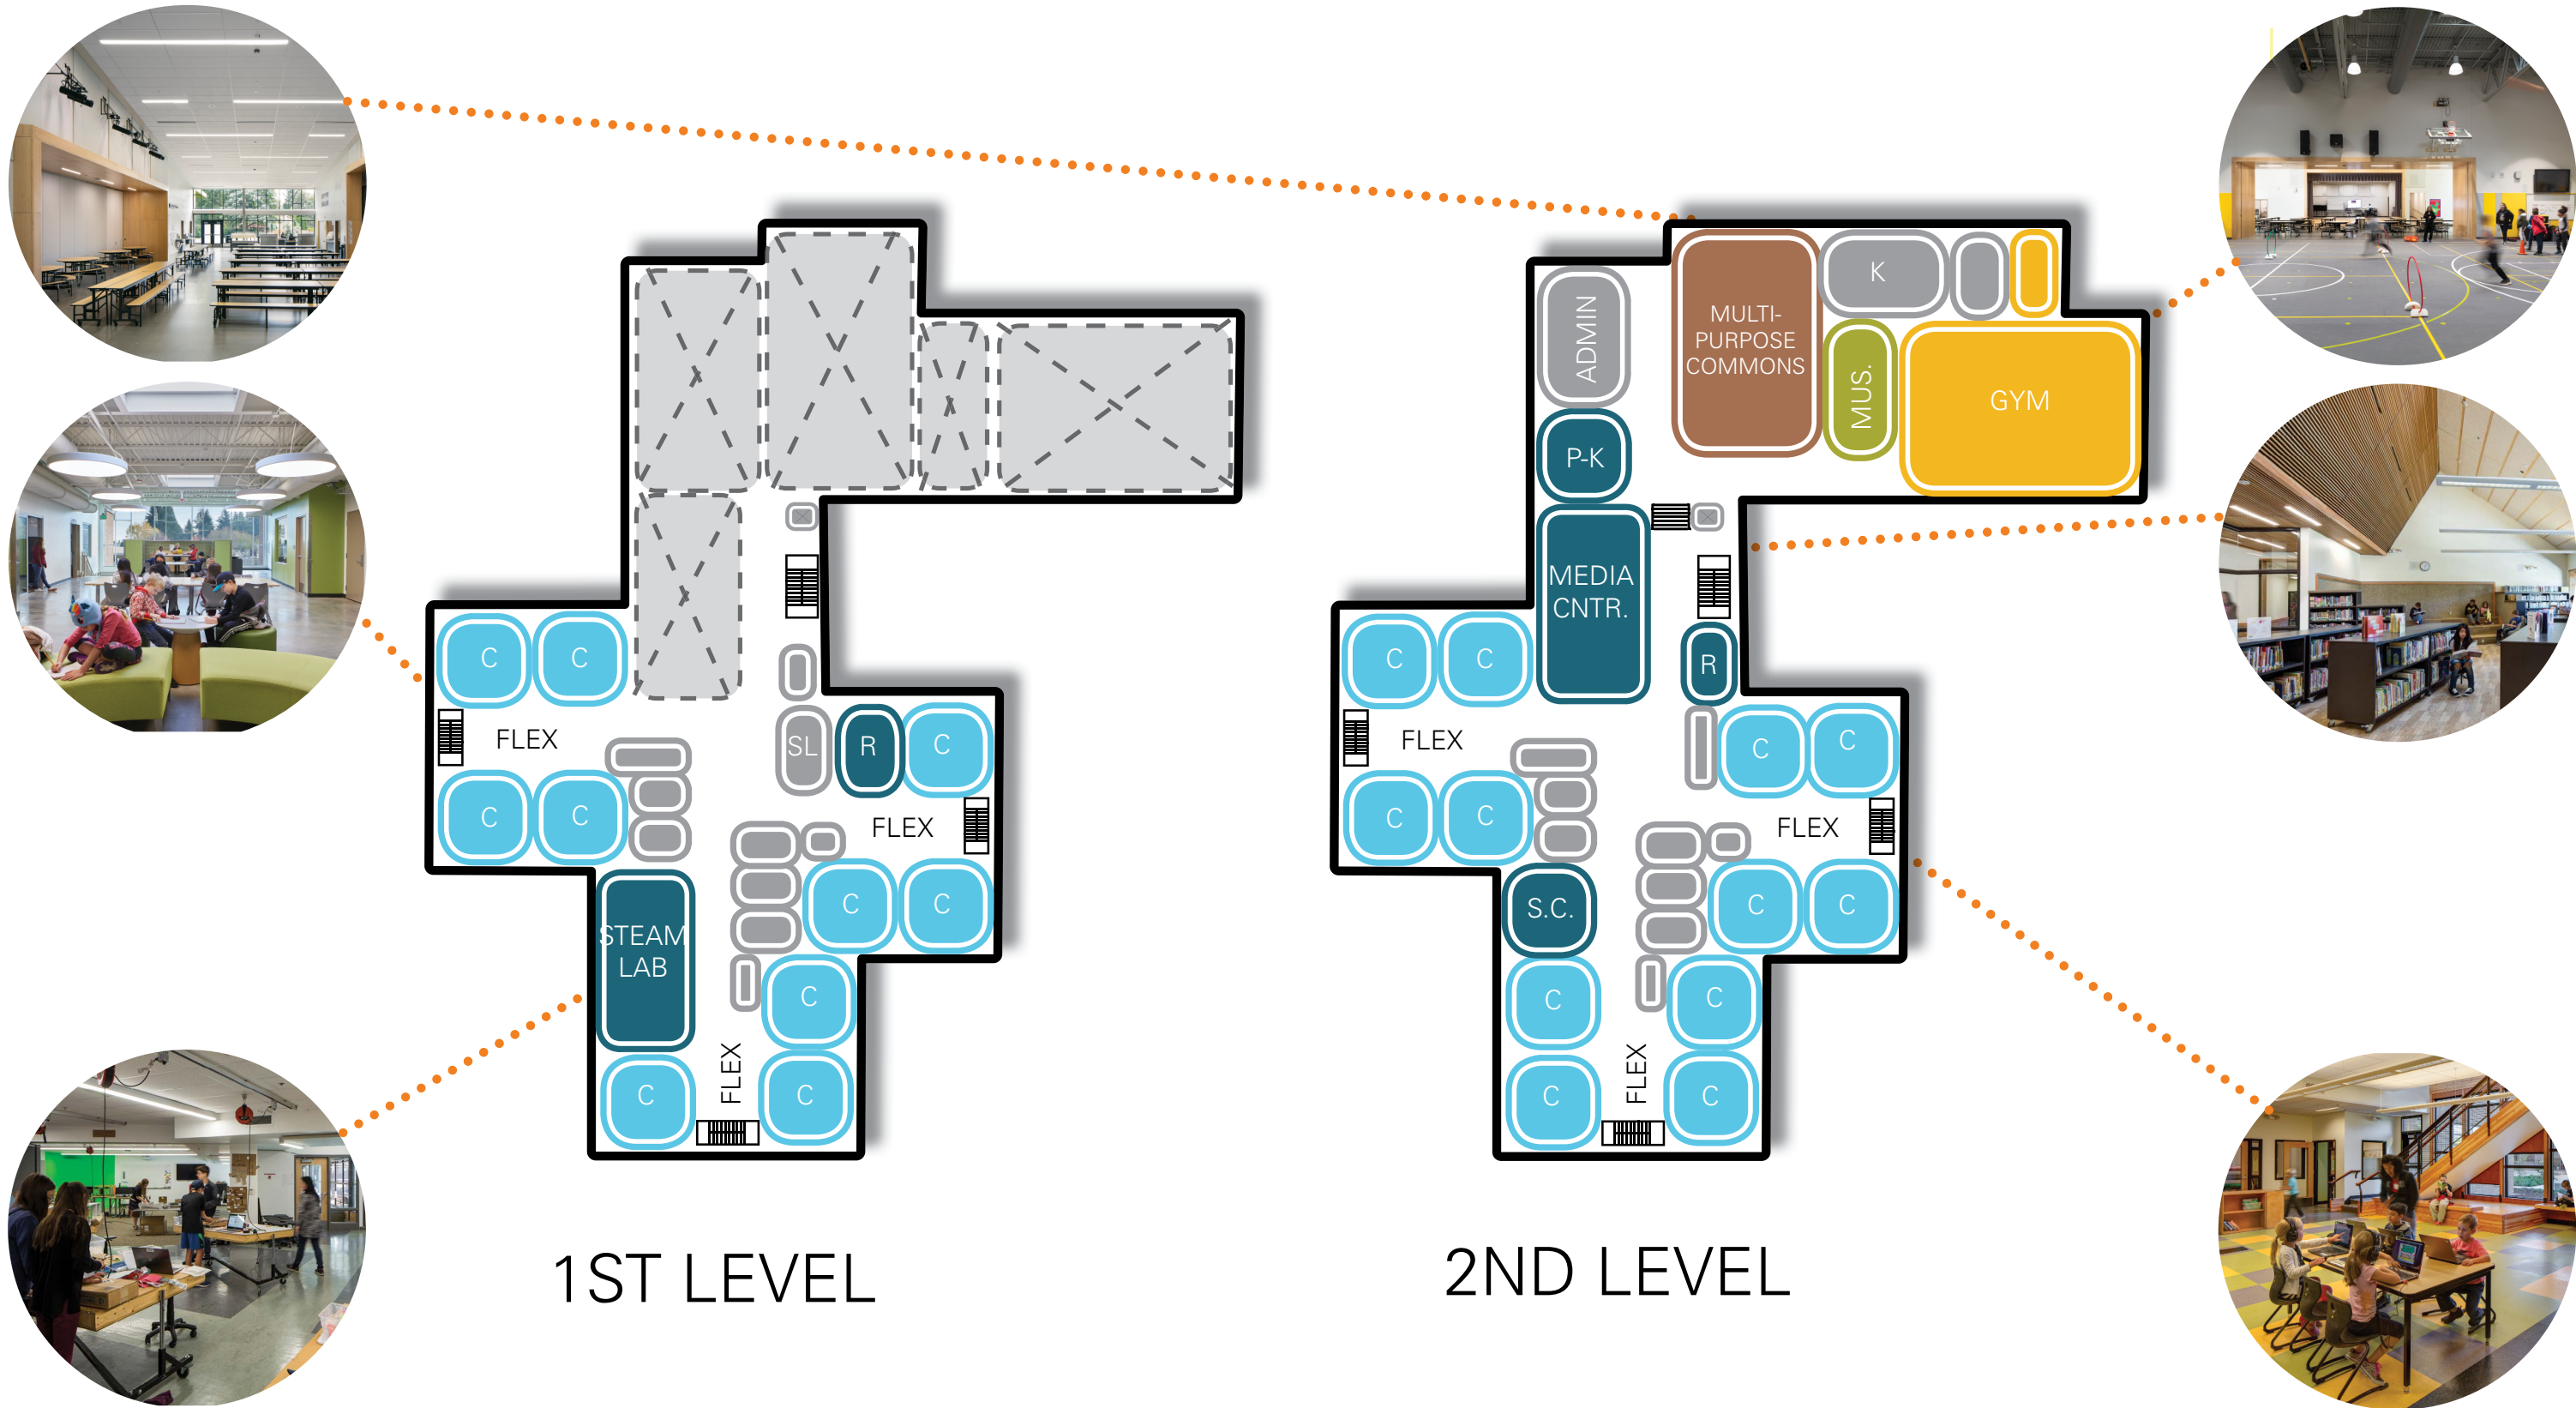 C
C
FLEX
C
C
SL
R
C
FLEX
C
C
STEAM
LAB
C
FLEX
C
C
1ST LEVEL
K
ADMIN
MULTI-
PURPOSE
COMMONS
MUS.
GYM
P-K
MEDIA
CNTR.
C
C
R
FLEX
C
C
C
C
FLEX
S.C.
C
C
C
C
FLEX
C
C
2ND LEVEL